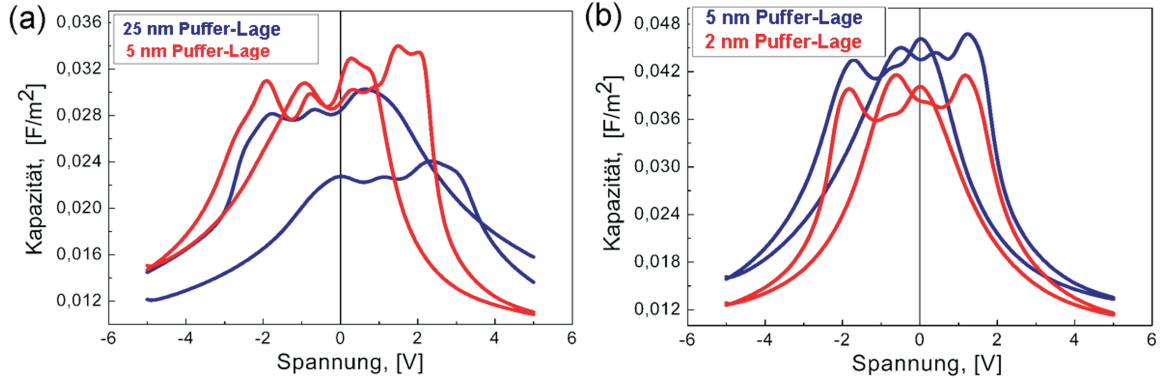 (a)
25 nm Puffer-Lage
5 nm Puffer-Lage
0,036
0,032
0,028
0,024
0,020
0,016
0,012
Kapazität, [F/m²]
-6 -4 -2 0 2 4 6
Spannung, [V]
(b)
5 nm Puffer-Lage
2 nm Puffer-Lage
0,048
0,042
0,036
0,030
0,024
0,018
0,012
Kapazität, [F/m²]
-6 -4 -2 0 2 4 6
Spannung, [V]